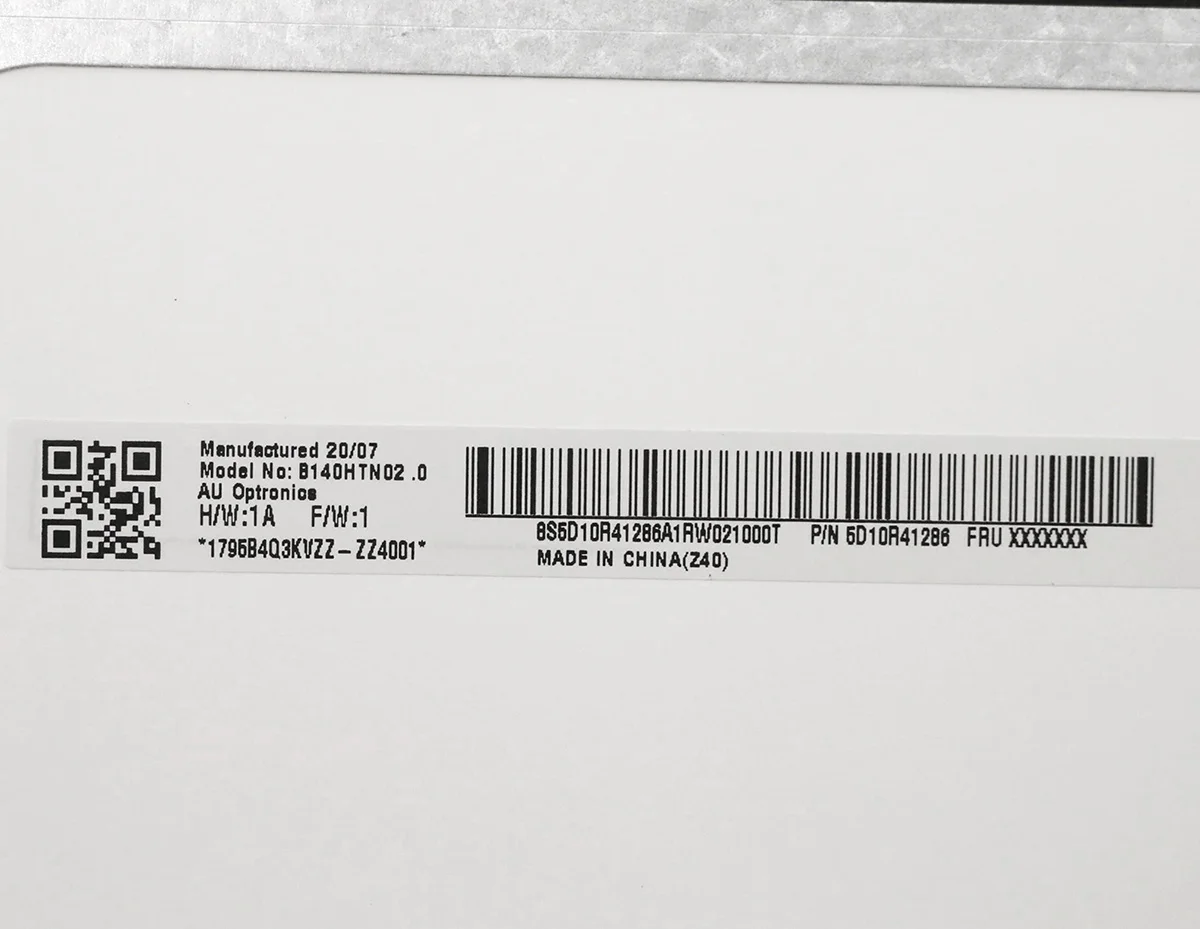 Manufactured 20/07
Model No: B140HTN02 .0
AU Optronics
H/W:1A F/W:1
*1795B4Q3KVZZ-ZZ4001*
8S5D10R41286A1RW021000T P/N 5D10R41286 FRU XXXXXXX
MADE IN CHINA(Z40)